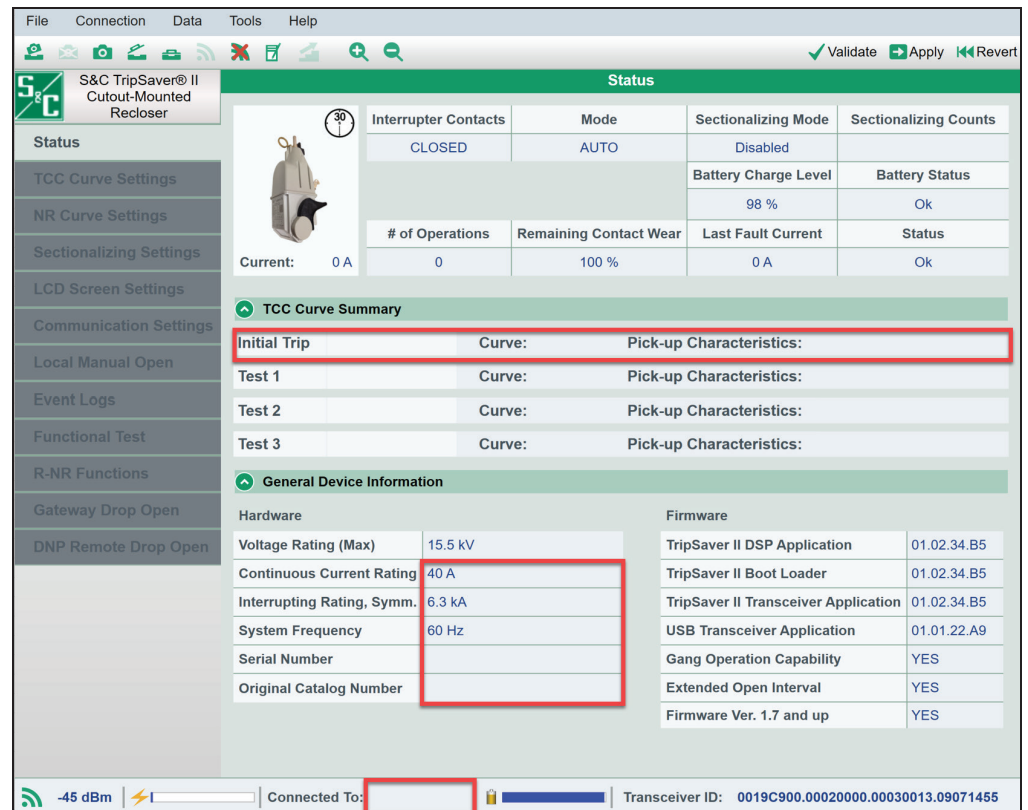 File Connection Data Tools Help
Validate Apply Revert
S&C
S&C TripSaver® II
Cutout-Mounted
Recloser
Status
TCC Curve Settings
NR Curve Settings
Sectionalizing Settings
LCD Screen Settings
Communication Settings
Local Manual Open
Event Logs
Functional Test
R-NR Functions
Gateway Drop Open
DNP Remote Drop Open
Status
30
Interrupter Contacts Mode Sectionalizing Mode Sectionalizing Counts
CLOSED AUTO Disabled
Battery Charge Level Battery Status
98 % Ok
# of Operations Remaining Contact Wear Last Fault Current Status
Current: 0 A 0 100 % 0 A Ok
TCC Curve Summary
Initial Trip Curve: Pick-up Characteristics:
Test 1 Curve: Pick-up Characteristics:
Test 2 Curve: Pick-up Characteristics:
Test 3 Curve: Pick-up Characteristics:
General Device Information
Hardware
Voltage Rating (Max) 15.5 kV
Continuous Current Rating 40 A
Interrupting Rating, Symm. 6.3 kA
System Frequency 60 Hz
Serial Number
Original Catalog Number
Firmware
TripSaver II DSP Application 01.02.34.B5
TripSaver II Boot Loader 01.02.34.B5
TripSaver II Transceiver Application 01.02.34.B5
USB Transceiver Application 01.01.22.A9
Gang Operation Capability YES
Extended Open Interval YES
Firmware Ver. 1.7 and up YES
-45 dBm Connected To: Transceiver ID: 0019C900.00020000.00030013.09071455